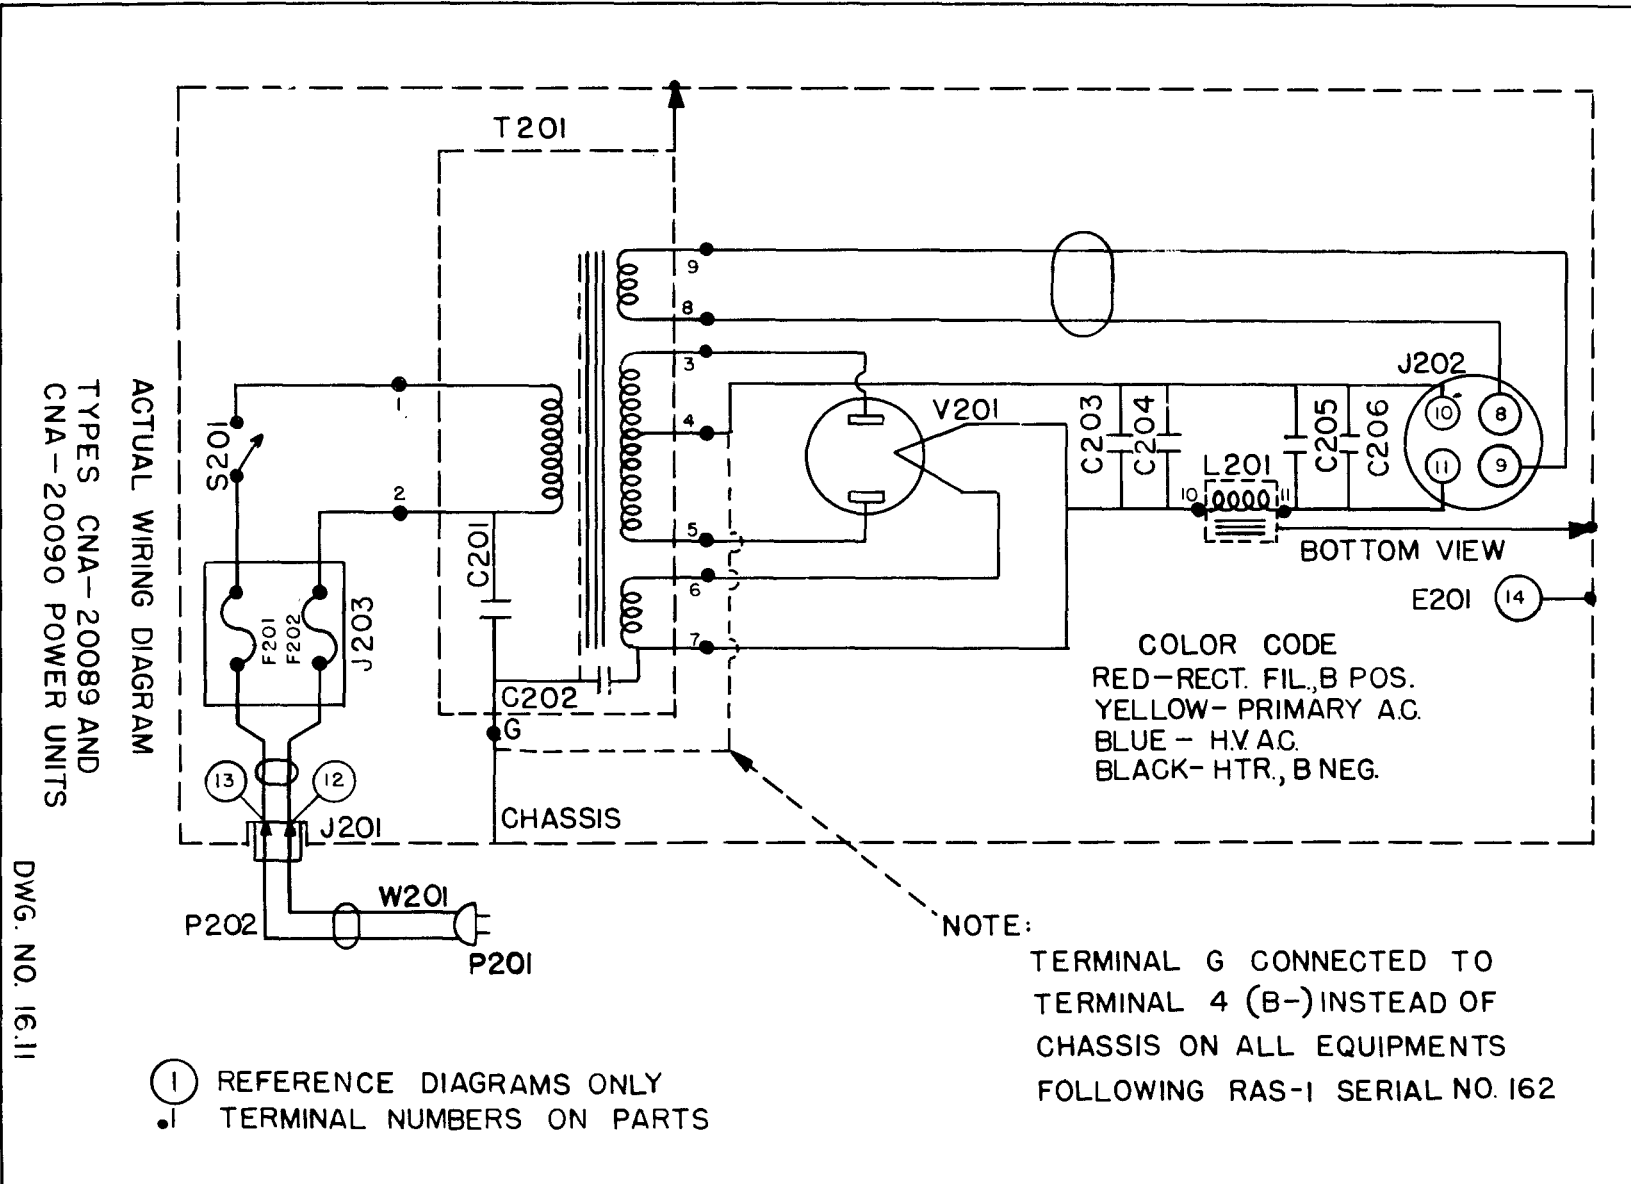 T201
9
8
3
4
5
6
7
1
2
S201
C201
F201
F202
J203
C202
G
13
12
J201
CHASSIS
W201
P202
P201
V201
C203
C204
L201
10
11
C205
C206
J202
10
8
11
9
BOTTOM VIEW
E201
14
COLOR CODE
RED-RECT. FIL., B POS.
YELLOW-PRIMARY A.C.
BLUE - H.V. A.C.
BLACK-HTR., B NEG.
NOTE:
TERMINAL G CONNECTED TO
TERMINAL 4 (B-) INSTEAD OF
CHASSIS ON ALL EQUIPMENTS
FOLLOWING RAS-1 SERIAL NO. 162
ACTUAL WIRING DIAGRAM
TYPES CNA-20089 AND
CNA-20090 POWER UNITS
DWG. NO. 16.11
1 REFERENCE DIAGRAMS ONLY
.1 TERMINAL NUMBERS ON PARTS